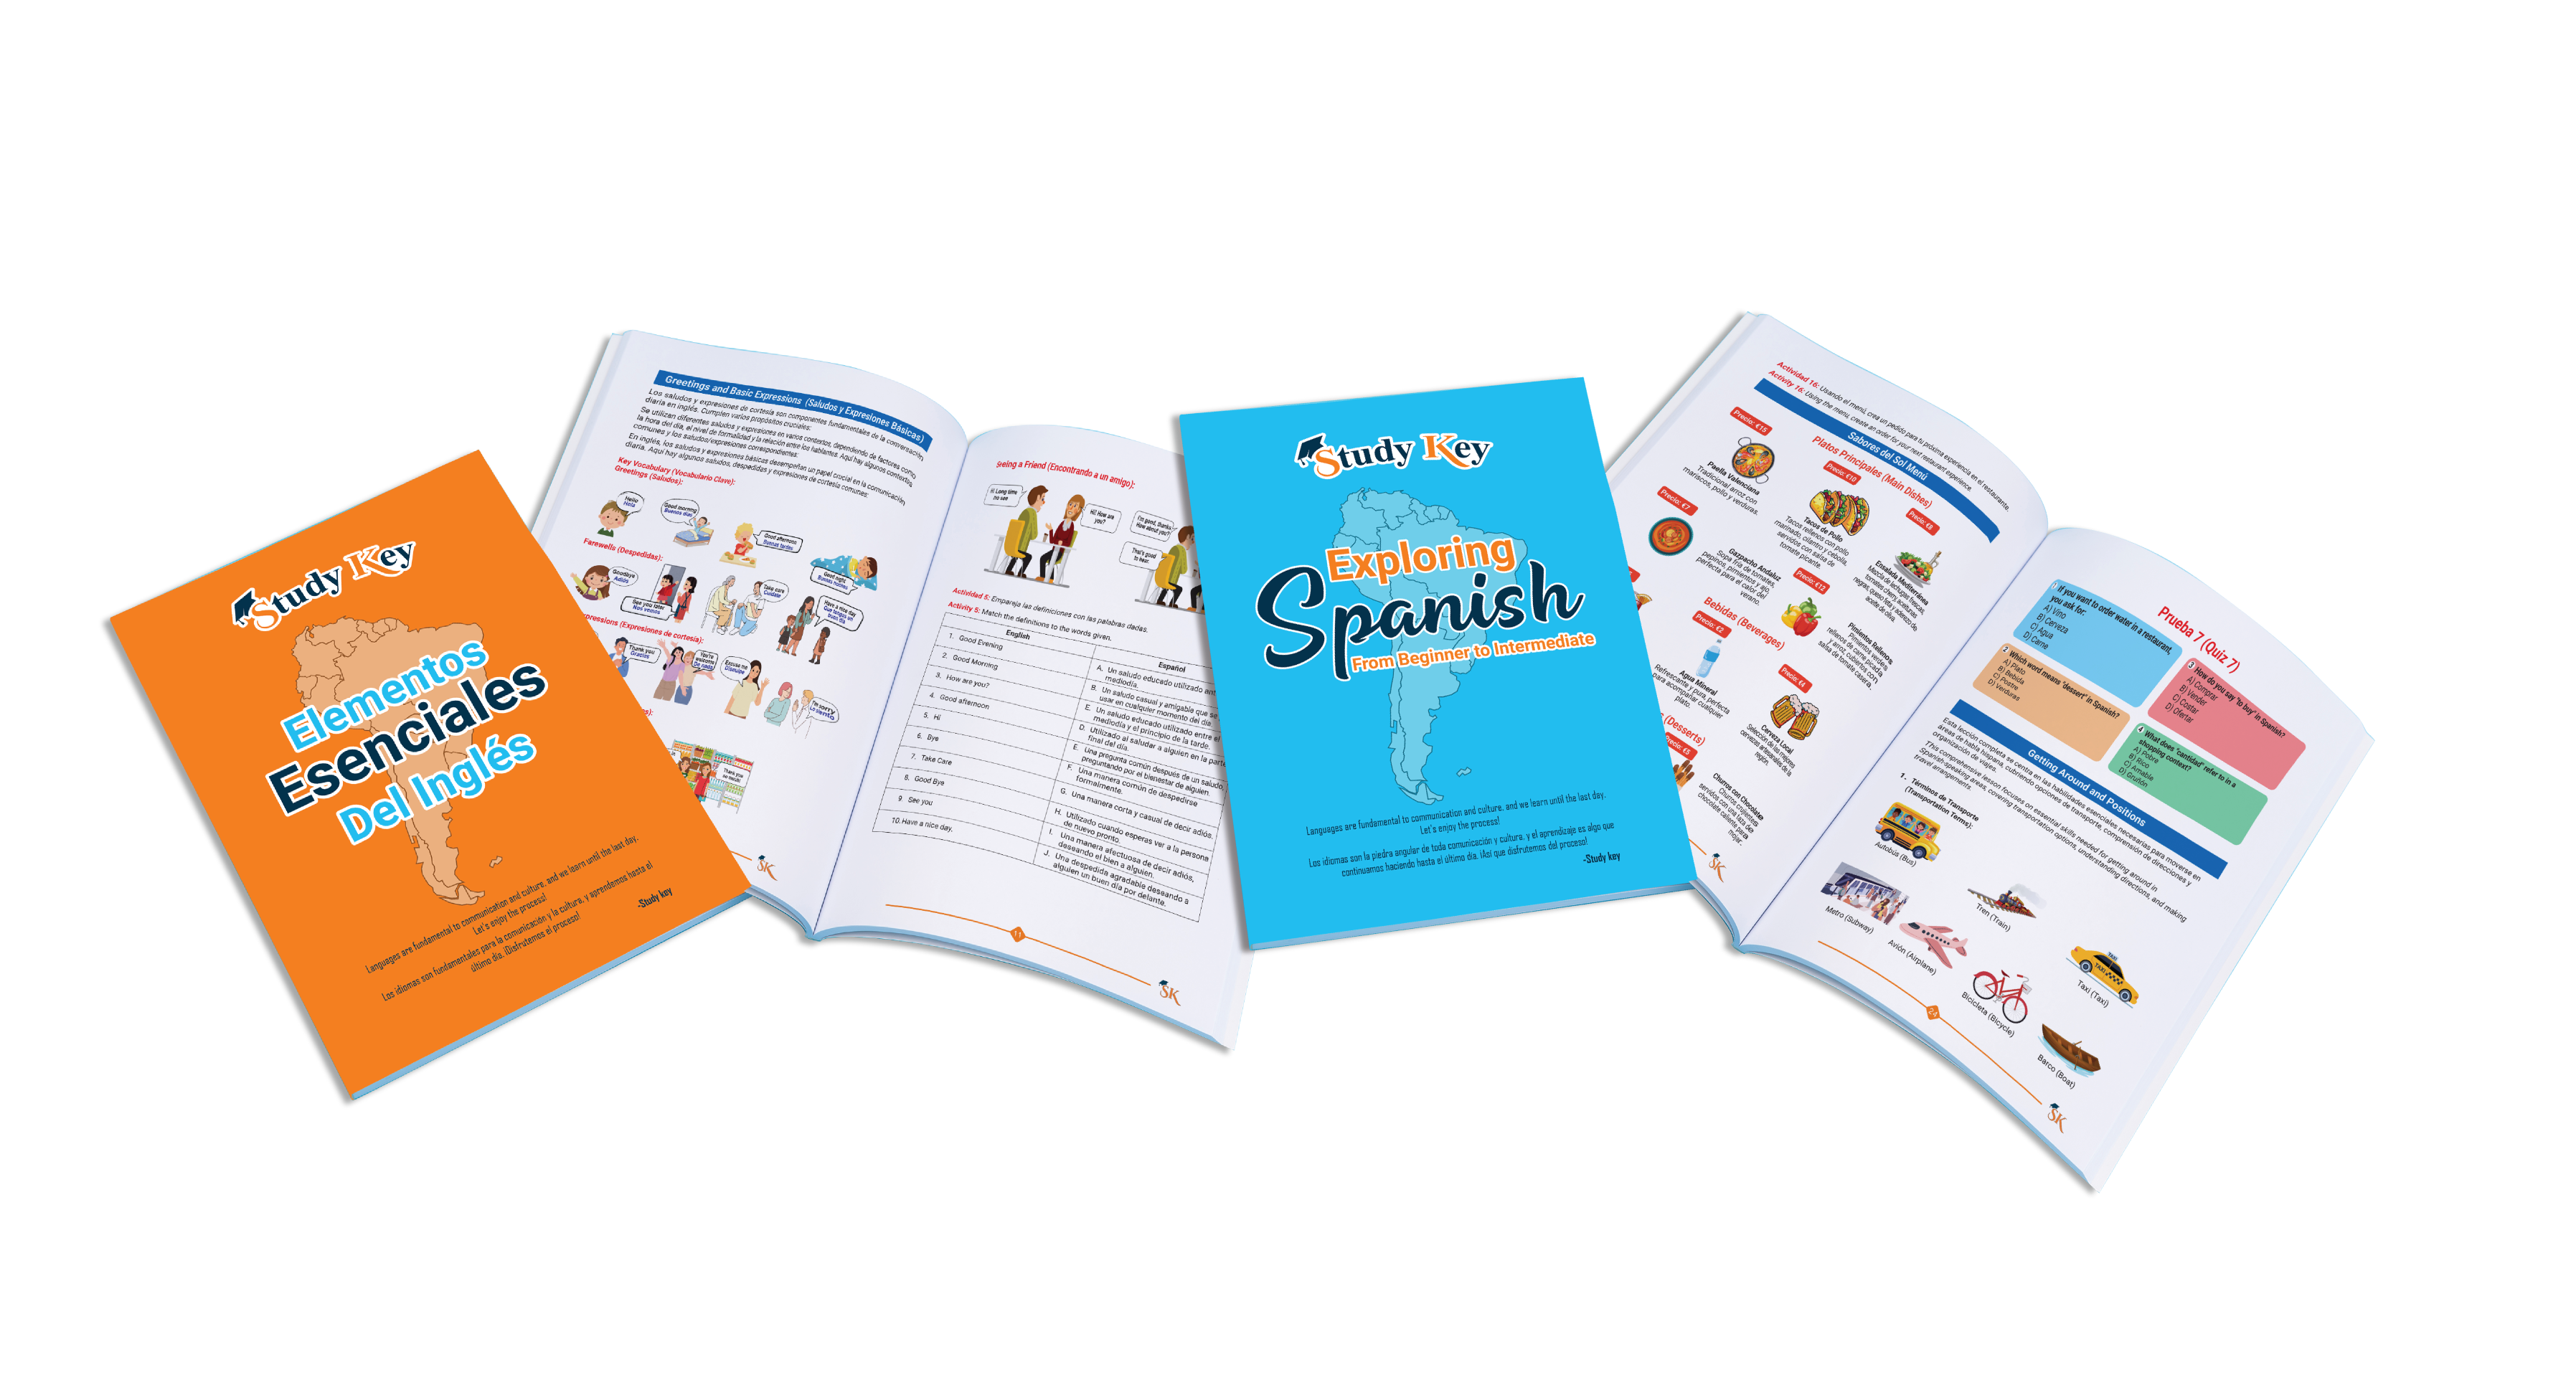 Study Key
Elementos
Esenciales
Del Inglés
Languages are fundamental to communication and culture, and we learn until the last day.
Let's enjoy the process!
Los idiomas son fundamentales para la comunicación y la cultura, y aprendemos hasta el
último día. ¡Disfrutemos el proceso!
-Study key
Greetings and Basic Expressions (Saludos y Expresiones Básicas)
Los saludos y expresiones de cortesía son componentes fundamentales de la conversación
diaria en inglés. Cumplen varios propósitos cruciales:
Se utilizan diferentes saludos y expresiones en varios contextos, dependiendo de factores como
la hora del día, el nivel de formalidad y la relación entre los hablantes. Aquí hay algunos contextos
comunes y los saludos/expresiones correspondientes:
En inglés, los saludos y expresiones básicas desempeñan un papel crucial en la comunicación
diaria. Aquí hay algunos saludos, despedidas y expresiones de cortesía comunes:
Key Vocabulary (Vocabulario Clave):
Greetings (Saludos):
Hello
Hola
Good morning
Buenos días
Good afternoon
Buenas tardes
Good night
Buenas noches
Farewells (Despedidas):
Goodbye
Adiós
See you later
Nos vemos
Take care
Cuídate
Have a nice day
Que tengas un
buen día
(Expresiones de cortesía):
Thank you
Gracias
You're
welcome
De nada
Excuse me
Disculpe
I'm sorry
Lo siento
Thank you
so much!
SK
Seeing a Friend (Encontrando a un amigo):
Hi Long time
no see
Hi! How are
you?
I'm good, thanks
How about you?
That's good
to hear.
Actividad 5: Empareja las definiciones con las palabras dadas.
Activity 5: Match the definitions to the words given.
English
Español
1. Good Evening
2. Good Morning
3. How are you?
4. Good afternoon
5. Hi
6. Bye
7. Take Care
8. Good Bye
9. See you
10. Have a nice day.
A. Un saludo educado utilizado
mediodía.
B. Un saludo casual y amigable que se
usar en cualquier momento del día.
E. Un saludo educado utilizado entre el
mediodía y el principio de la tarde.
D. Utilizado al saludar a alguien en la parte
final del día.
E. Una pregunta común después de un saludo,
preguntando por el bienestar de alguien.
F. Una manera común de despedirse
formalmente.
G. Una manera corta y casual de decir adiós.
H. Utilizado cuando esperas ver a la persona
de nuevo pronto.
I. Una manera afectuosa de decir adiós,
deseando el bien a alguien.
J. Una despedida agradable deseando a
alguien un buen día por delante.
11
SK
Study Key
Exploring
Spanish
From Beginner to Intermediate
Languages are fundamental to communication and culture, and we learn until the last day.
Let's enjoy the process!
Los idiomas son la piedra angular de toda comunicación y cultura, y el aprendizaje es algo que
continuamos haciendo hasta el último día. ¡Así que disfrutemos del proceso!
-Study key
Actividad 16: Usando el menú, crea un pedido para tu próxima experiencia en el restaurante.
Activity 16: Using the menu, create an order for your next restaurant experience.
Sabores del Sol Menú
Platos Principales (Main Dishes)
Precio: €15
Paella Valenciana
Tradicional arroz con
mariscos, pollo y verduras.
Precio: €10
Tacos de Pollo
Tacos rellenos con pollo
marinado, cilantro y cebolla,
servidos con salsa de
tomate picante.
Precio: €8
Ensalada Mediterránea
Mezcla de lechugas frescas,
tomates cherry, aceitunas
negras, queso feta y aderezo de
aceite de oliva.
Precio: €7
Gazpacho Andaluz
Sopa fría de tomates,
pepinos, pimientos y ajo,
perfecta para el calor del
verano.
Precio: €12
Pimientos Rellenos
Pimientos verdes
rellenos de carne picada
y arroz, cubiertos con
salsa de tomate casera.
Bebidas (Beverages)
Precio: €2
Agua Mineral
Refrescante y pura, perfecta
para acompañar cualquier
plato.
Precio: €4
Cerveza Local
Selección de las mejores
cervezas artesanales de la
región.
(Desserts)
Precio: €5
Churros con Chocolate
Churros crujientes
servidos con una taza de
chocolate caliente para
mojar.
SK
Prueba 7 (Quiz 7)
1 If you want to order water in a restaurant,
you ask for:
A) Vino
B) Cerveza
C) Agua
D) Carne
2 Which word means "dessert" in Spanish?
A) Plato
B) Bebida
C) Postre
D) Verduras
3 How do you say "to buy" in Spanish?
A) Comprar
B) Vender
C) Costar
D) Ofertar
4 What does "cantidad" refer to in a
shopping context?
A) Pobre
B) Rico
C) Amable
D) Gruñón
Getting Around and Positions
Esta lección completa se centra en las habilidades esenciales necesarias para moverse en
áreas de habla hispana, cubriendo opciones de transporte, comprensión de direcciones y
organización de viajes.
This comprehensive lesson focuses on essential skills needed for getting around in
Spanish-speaking areas, covering transportation options, understanding directions, and making
travel arrangements.
1. Términos de Transporte
(Transportation Terms):
Autobús (Bus)
Metro (Subway)
Tren (Train)
Avión (Airplane)
TAXI
Taxi (Taxi)
Bicicleta (Bicycle)
Barco (Boat)
24
SK